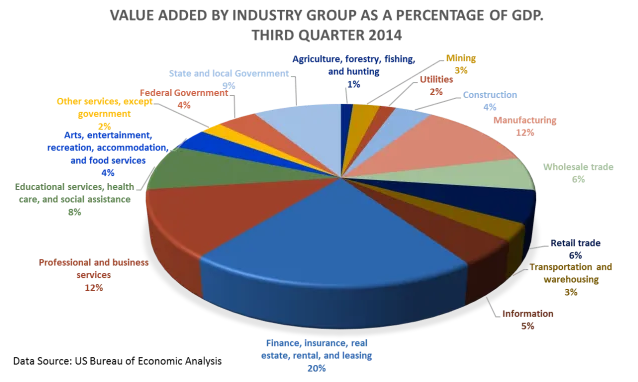 VALUE ADDED BY INDUSTRY GROUP AS A PERCENTAGE OF GDP.
THIRD QUARTER 2014
Agriculture, forestry, fishing,
and hunting
1%
Mining
3%
Utilities
2%
Construction
4%
Manufacturing
12%
Wholesale trade
6%
Retail trade
6%
Transportation and
warehousing
3%
Information
5%
Finance, insurance, real
estate, rental, and leasing
20%
Professional and business
services
12%
Educational services, health
care, and social assistance
8%
Arts, entertainment,
recreation, accommodation,
and food services
4%
Other services, except
government
2%
Federal Government
4%
State and local Government
9%
Data Source: US Bureau of Economic Analysis